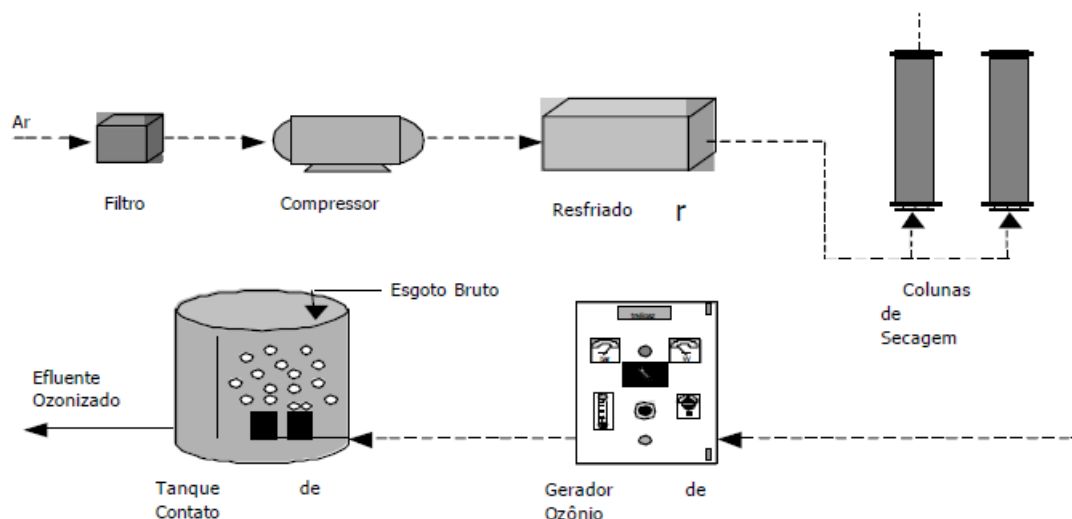 Ar
Filtro
Compressor
Resfriado r
Colunas
de
Secagem
Esgoto Bruto
Efluente
Ozonizado
Tanque de
Contato
Gerador de
Ozônio